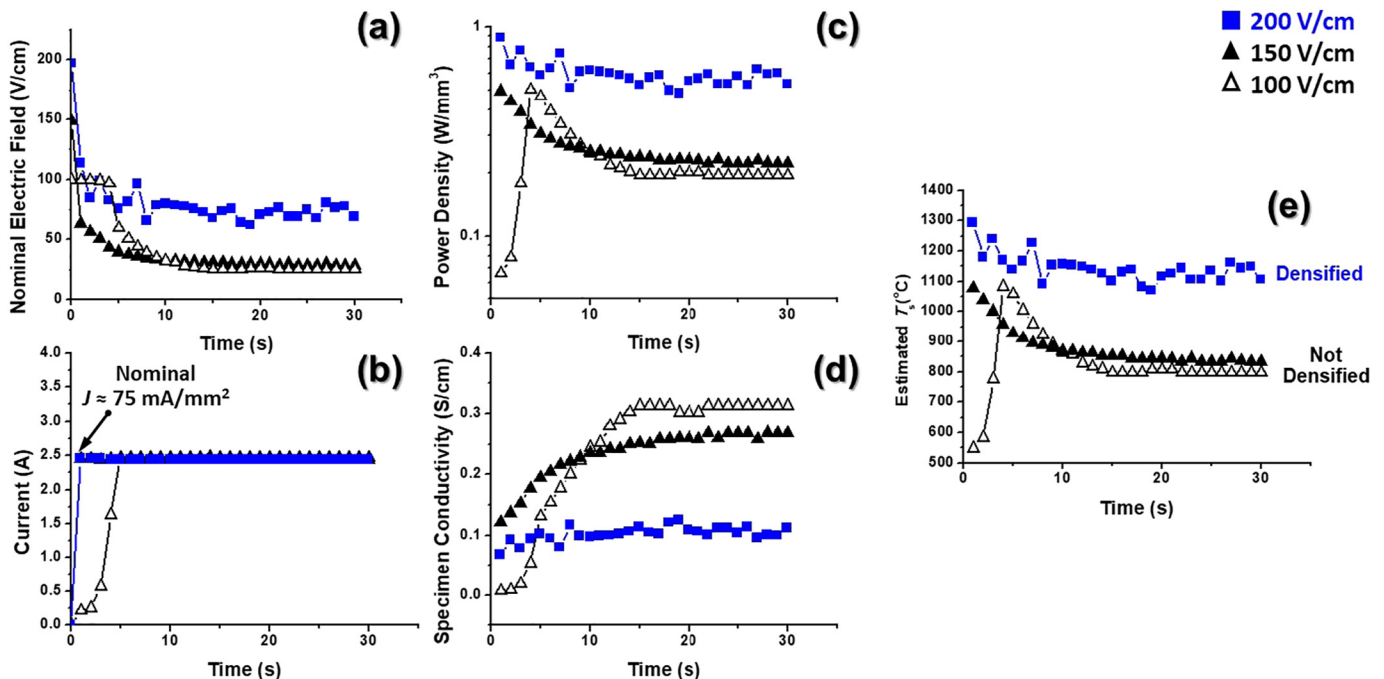 (a)
Nominal Electric Field (V/cm)
200
150
100
50
0
0 10 20 30
Time (s)
(b)
Nominal
J ≈ 75 mA/mm²
Current (A)
4.0
3.5
3.0
2.5
2.0
1.5
1.0
0.5
0.0
0 10 20 30
Time (s)
(c)
Power Density (W/mm³)
1
0.1
0 10 20 30
Time (s)
(d)
Specimen Conductivity (S/cm)
0.4
0.3
0.2
0.1
0.0
0 10 20 30
Time (s)
200 V/cm
150 V/cm
100 V/cm
(e)
Estimated Ts(°C)
1400
1300
1200
1100
1000
900
800
700
600
500
Densified
Not
Densified
0 10 20 30
Time (s)